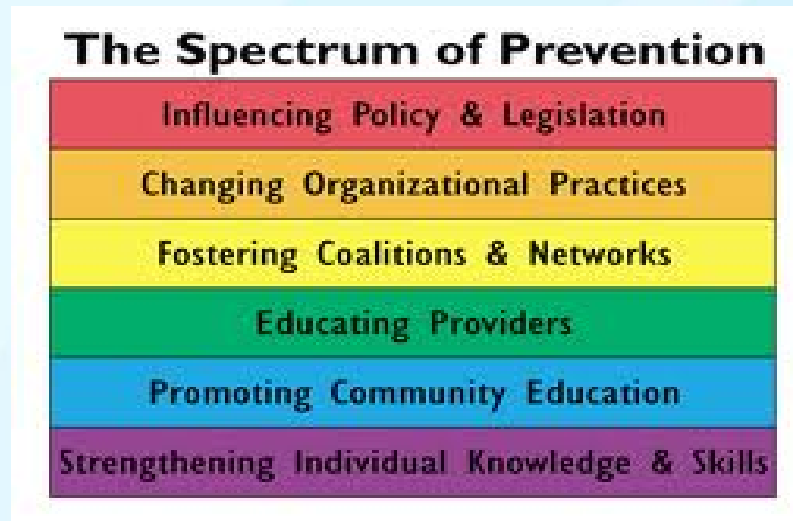 The Spectrum of Prevention
Influencing Policy & Legislation
Changing Organizational Practices
Fostering Coalitions & Networks
Educating Providers
Promoting Community Education
Strengthening Individual Knowledge & Skills